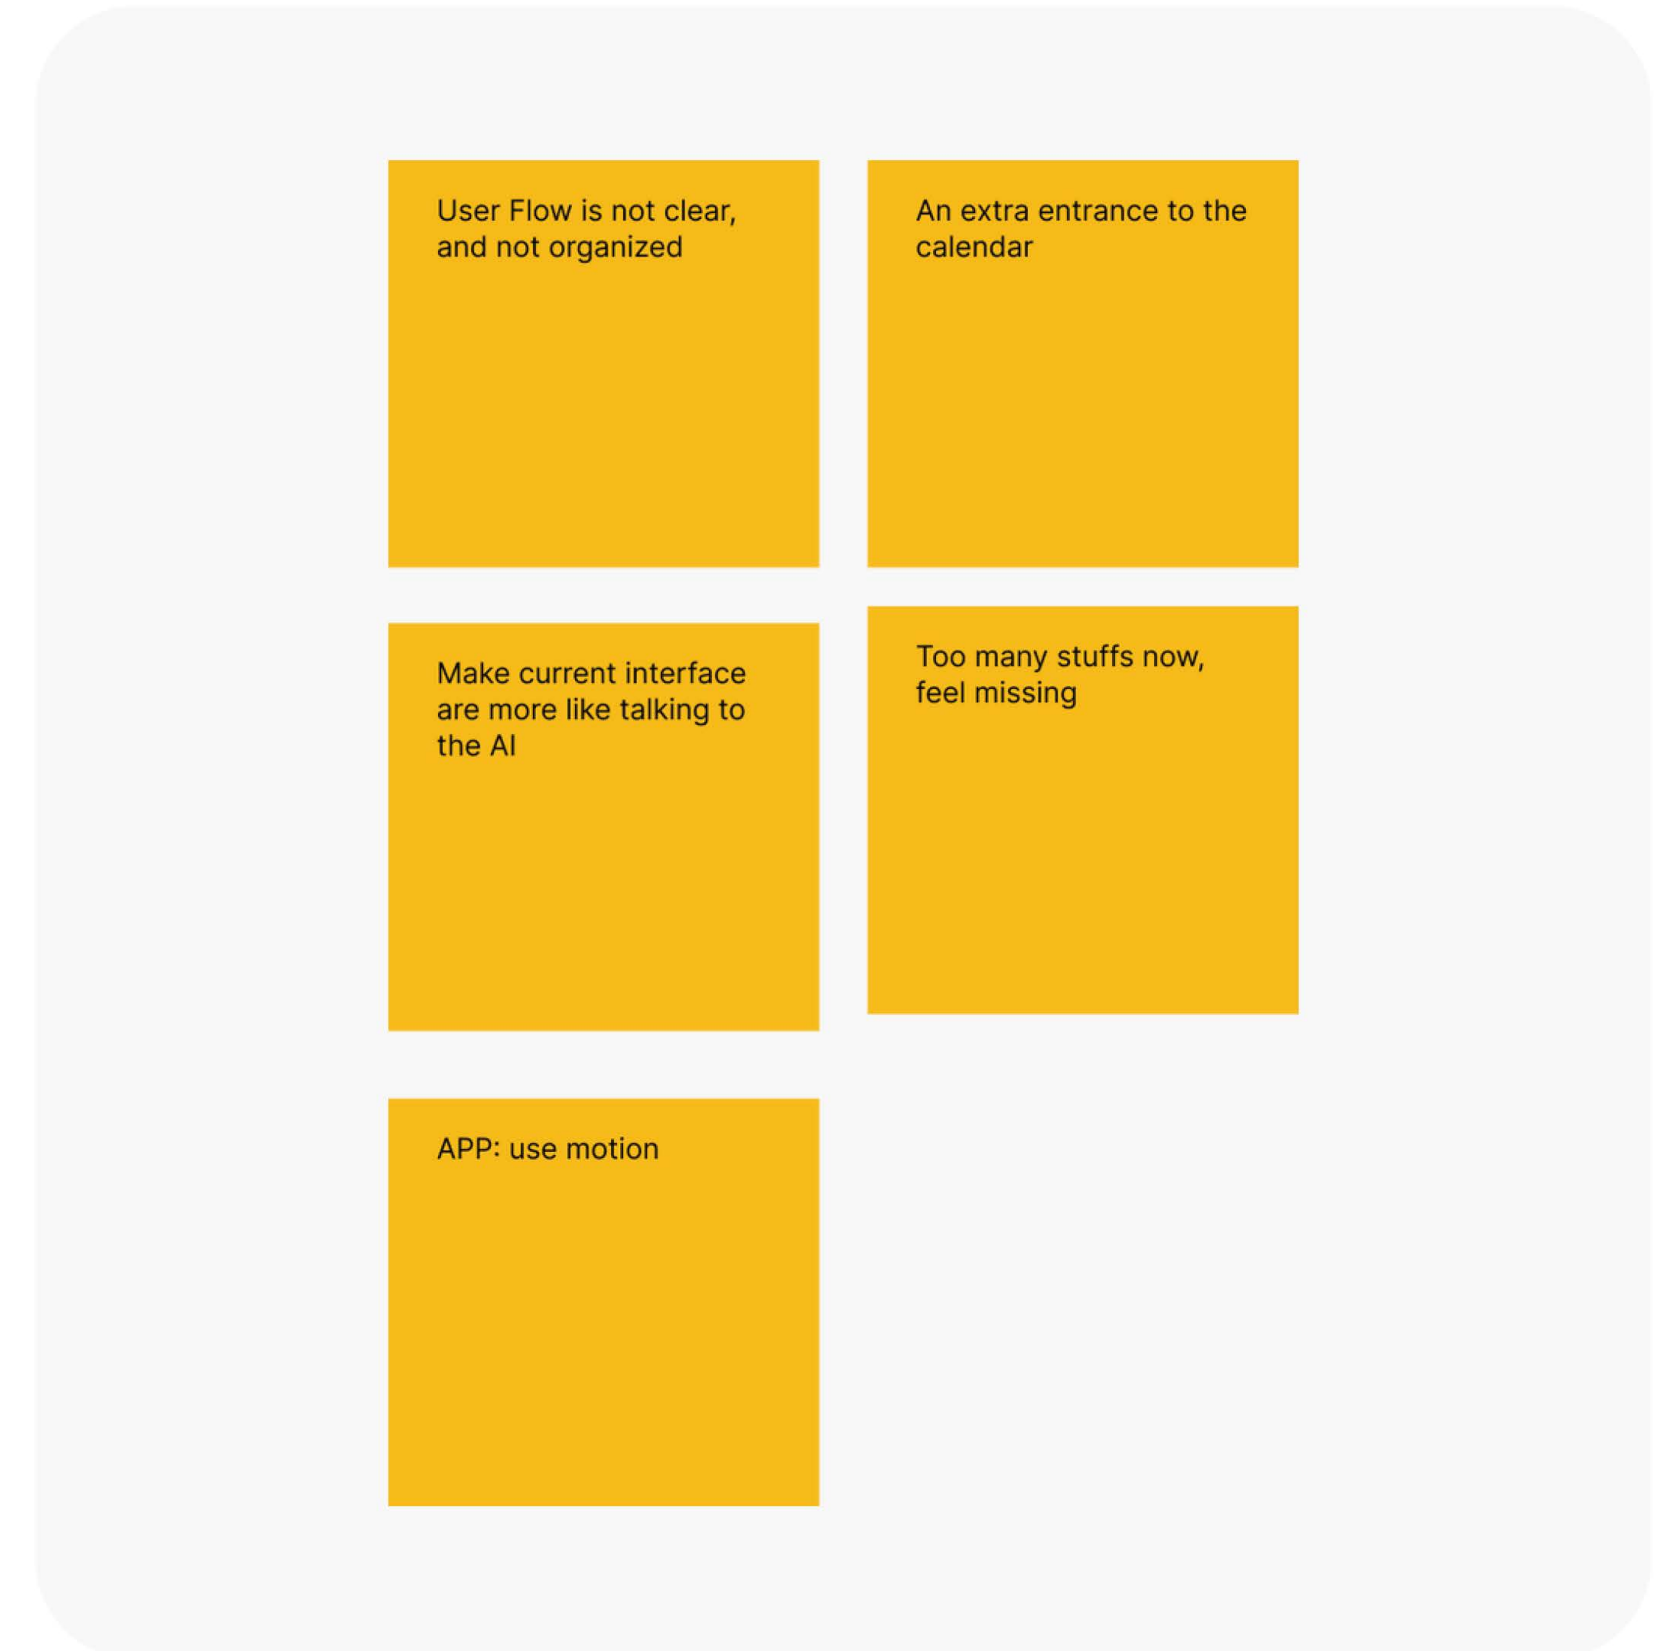 User Flow is not clear,
and not organized
An extra entrance to the
calendar
Make current interface
are more like talking to
the AI
Too many stuffs now,
feel missing
APP: use motion